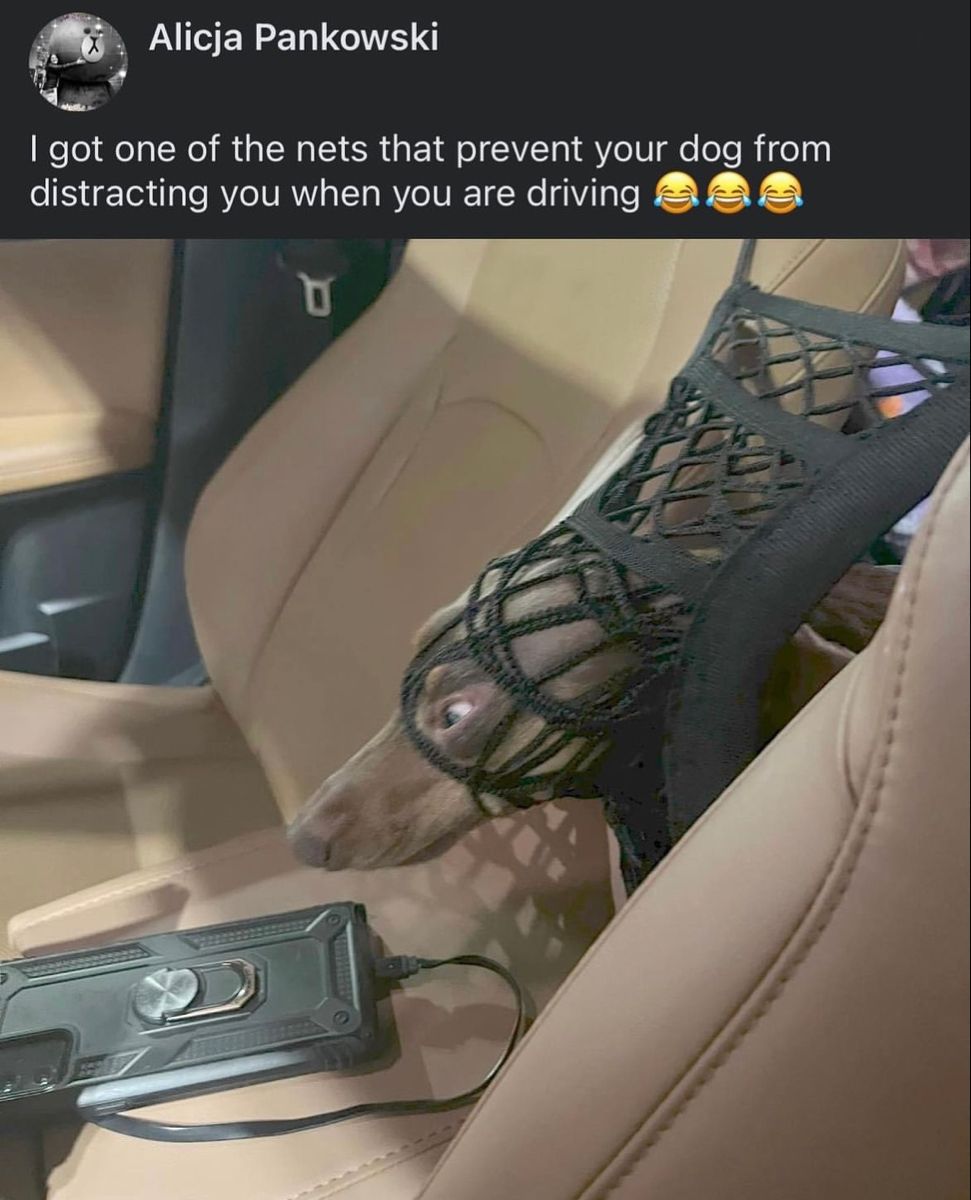 Alicja Pankowski
I got one of the nets that prevent your dog from
distracting you when you are driving 😂😂😂